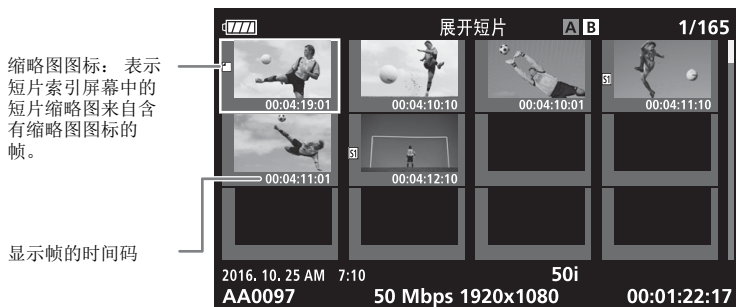 展开短片 A B 1/165
缩略图图标： 表示
短片索引屏幕中的
短片缩略图来自含
有缩略图图标的
帧。
00:04:19:01
00:04:10:10
00:04:10:01
S1
00:04:11:10
00:04:11:01
S1
00:04:12:10
显示帧的时间码
2016. 10. 25 AM 7:10 50i
AA0097 50 Mbps 1920x1080 00:01:22:17